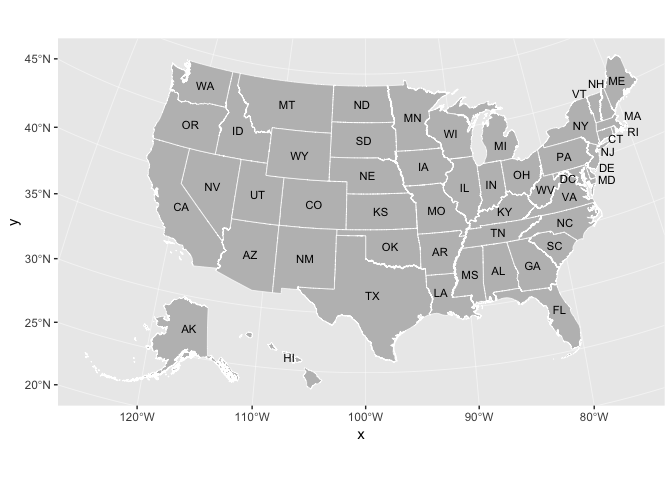 45°N
40°N
35°N
30°N
25°N
20°N
y
WA
MT
ND
MN
ME
NH
VT
OR
ID
SD
WI
MI
NY
MA
RI
CT
WY
NE
IA
PA
NJ
NV
UT
CO
KS
MO
IL
IN
OH
WV
DC
DE
MD
VA
CA
AZ
NM
OK
AR
KY
TN
NC
SC
TX
LA
MS
AL
GA
FL
AK
HI
120°W
110°W
100°W
90°W
80°W
x